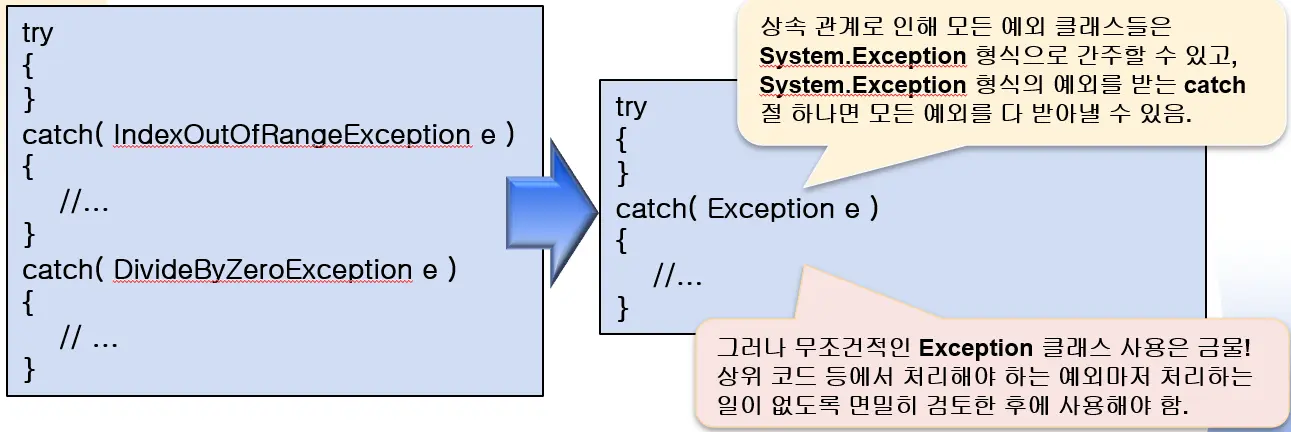 try
{
}
catch( IndexOutOfRangeException e )
{
//...
}
catch( DivideByZeroException e )
{
// ...
}
상속 관계로 인해 모든 예외 클래스들은
System.Exception 형식으로 간주할 수 있고,
System.Exception 형식의 예외를 받는 catch
절 하나면 모든 예외를 다 받아낼 수 있음.
try
{
}
catch( Exception e )
{
//...
}
그러나 무조건적인 Exception 클래스 사용은 금물!
상위 코드 등에서 처리해야 하는 예외마저 처리하는
일이 없도록 면밀히 검토한 후에 사용해야 함.